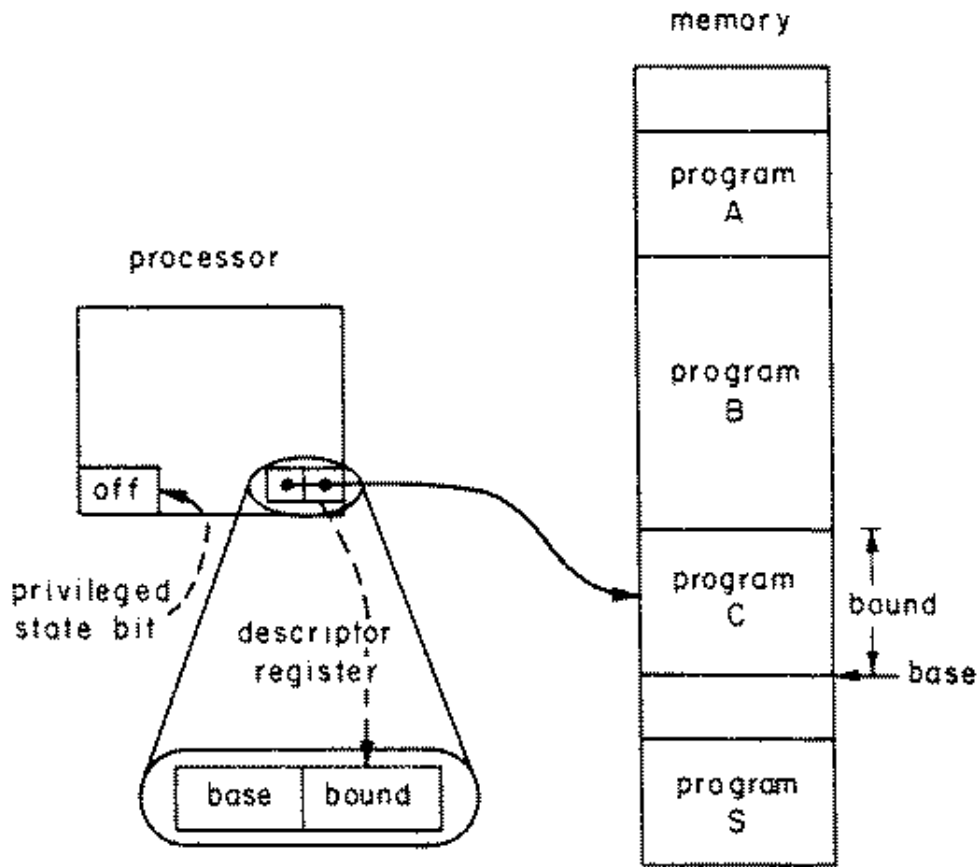 memory
program
A
processor
program
B
off
privileged
state bit
descriptor
register
program
C
bound
base
base
bound
program
S